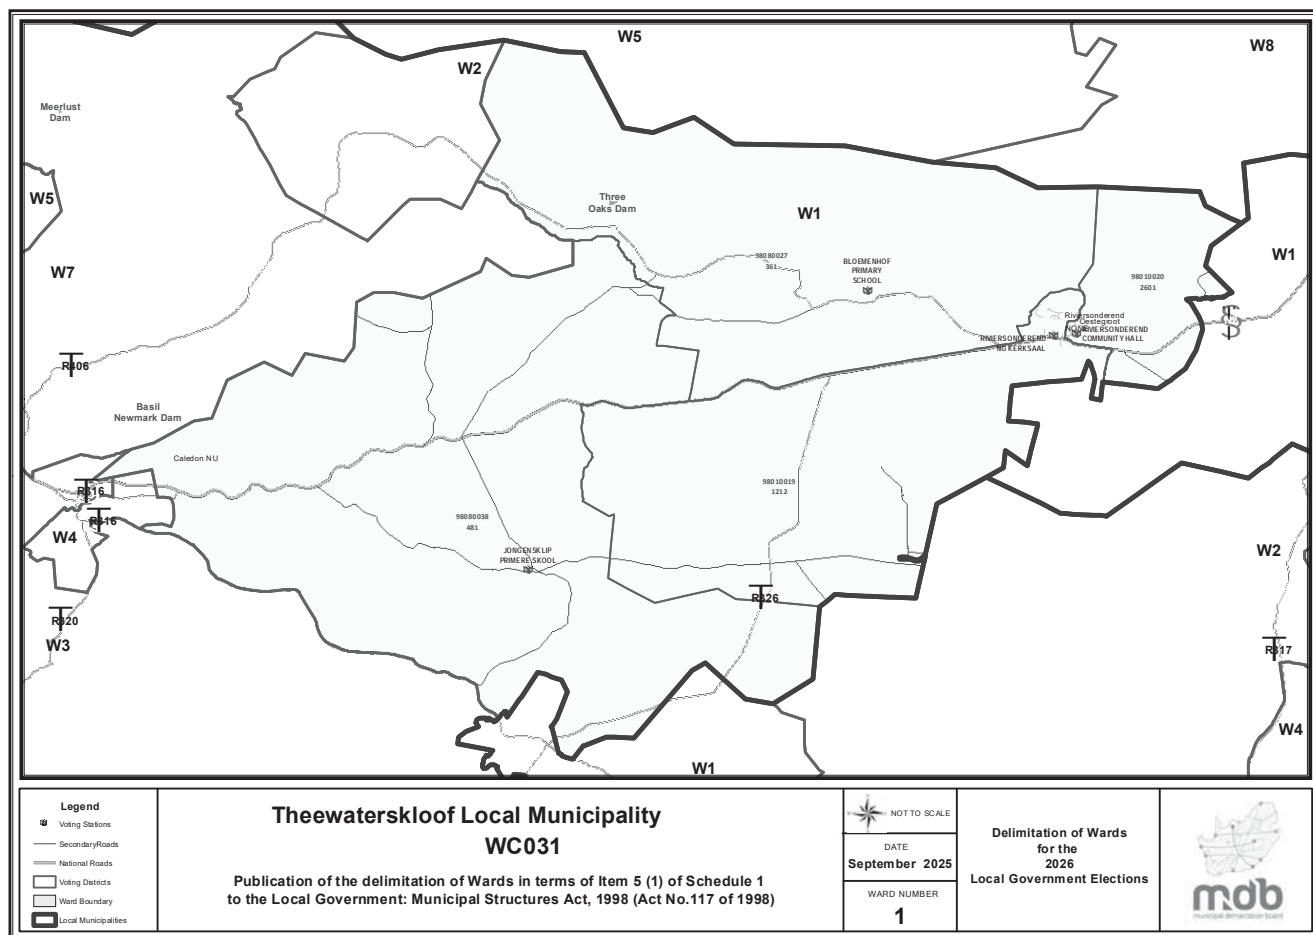 W5
W8
W2
Meerlust
Dam
W5
Three
Oaks Dam
W1
W7
W1
98080027
361
BLOEMENHOF
PRIMARY
SCHOOL
98010020
2601
Riviersonderend
Oestegroot
NONE
RIVIERSONDEREND
NG KERKSAAL
RIVIERSONDEREND
COMMUNITY HALL
R406
Basil
Newmark Dam
Caledon NU
R316
R316
W4
98080038
481
98010019
1212
JONGENSKLIP
PRIMERE SKOOL
R326
W2
R320
W3
R317
W4
W1
Legend
Voting Stations
SecondaryRoads
National Roads
Voting Districts
Ward Boundary
Local Municipalities
Theewaterskloof Local Municipality
WC031
Publication of the delimitation of Wards in terms of Item 5 (1) of Schedule 1
to the Local Government: Municipal Structures Act, 1998 (Act No.117 of 1998)
NOT TO SCALE
DATE
September 2025
WARD NUMBER
1
Delimitation of Wards
for the
2026
Local Government Elections
mdb
municipal demarcation board